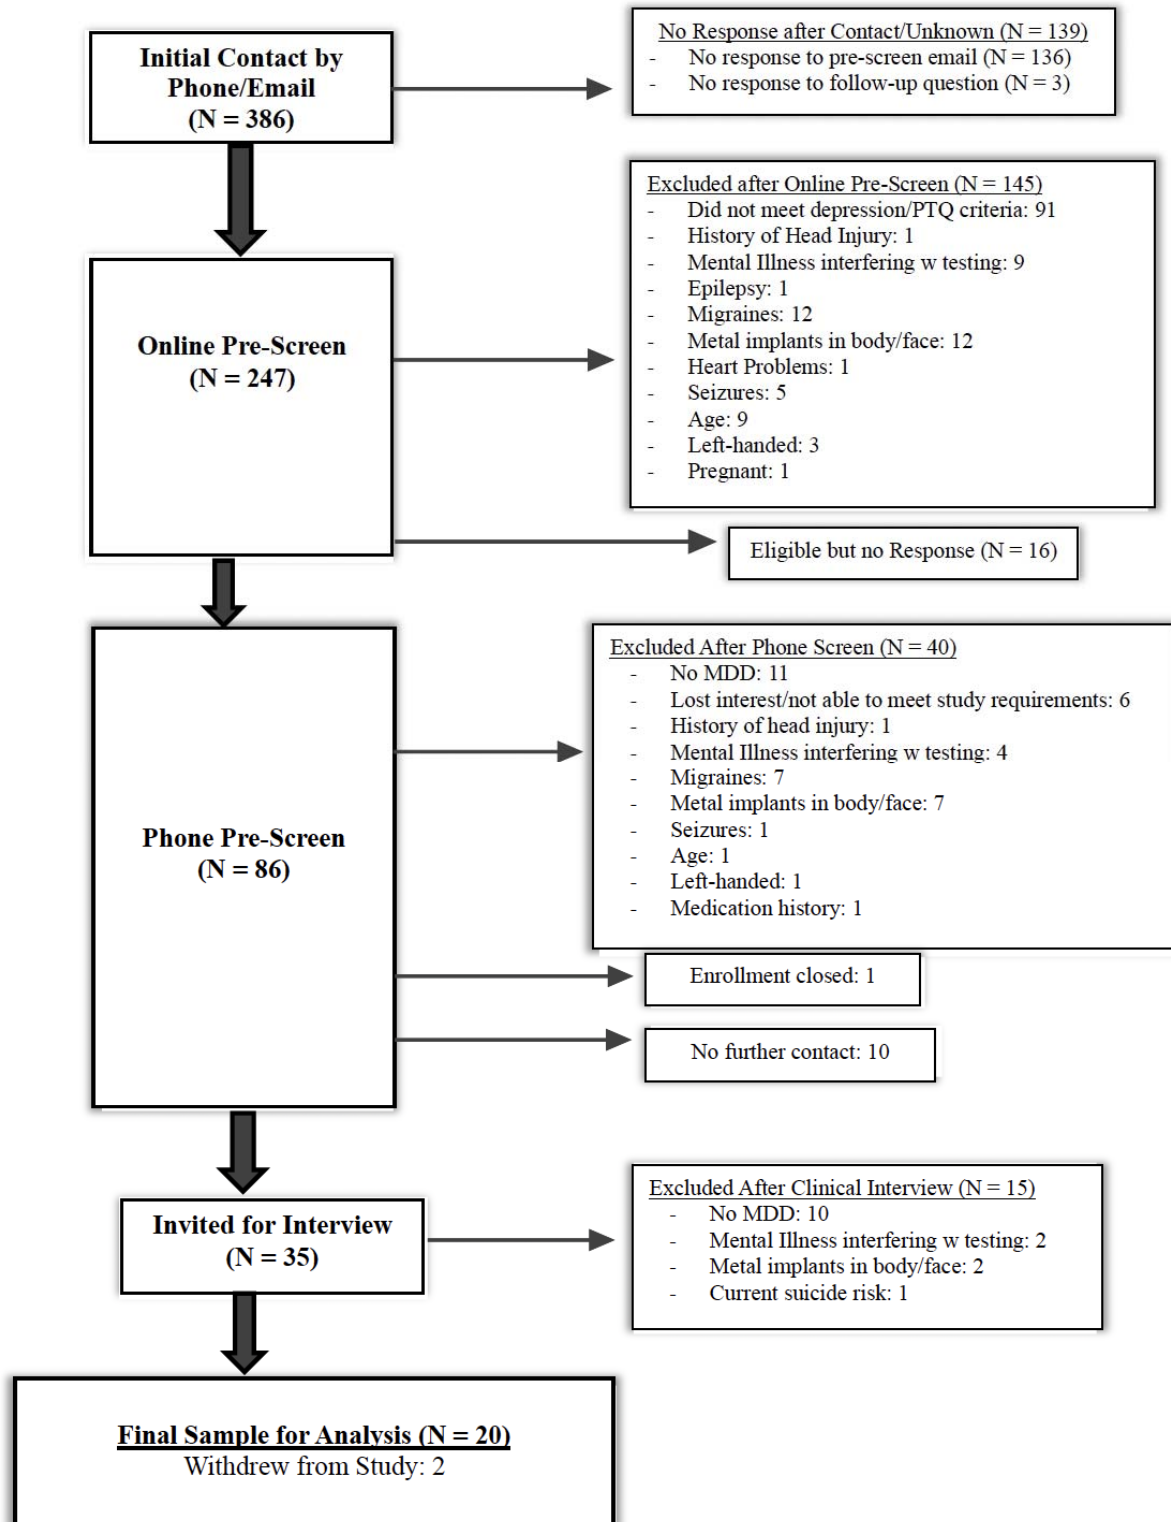 Initial Contact by
Phone/Email
(N = 386)
No Response after Contact/Unknown (N = 139)
- No response to pre-screen email (N = 136)
- No response to follow-up question (N = 3)
Online Pre-Screen
(N = 247)
Excluded after Online Pre-Screen (N = 145)
- Did not meet depression/PTQ criteria: 91
- History of Head Injury: 1
- Mental Illness interfering w testing: 9
- Epilepsy: 1
- Migraines: 12
- Metal implants in body/face: 12
- Heart Problems: 1
- Seizures: 5
- Age: 9
- Left-handed: 3
- Pregnant: 1
Eligible but no Response (N = 16)
Phone Pre-Screen
(N = 86)
Excluded After Phone Screen (N = 40)
- No MDD: 11
- Lost interest/not able to meet study requirements: 6
- History of head injury: 1
- Mental Illness interfering w testing: 4
- Migraines: 7
- Metal implants in body/face: 7
- Seizures: 1
- Age: 1
- Left-handed: 1
- Medication history: 1
Enrollment closed: 1
No further contact: 10
Invited for Interview
(N = 35)
Excluded After Clinical Interview (N = 15)
- No MDD: 10
- Mental Illness interfering w testing: 2
- Metal implants in body/face: 2
- Current suicide risk: 1
Final Sample for Analysis (N = 20)
Withdrew from Study: 2